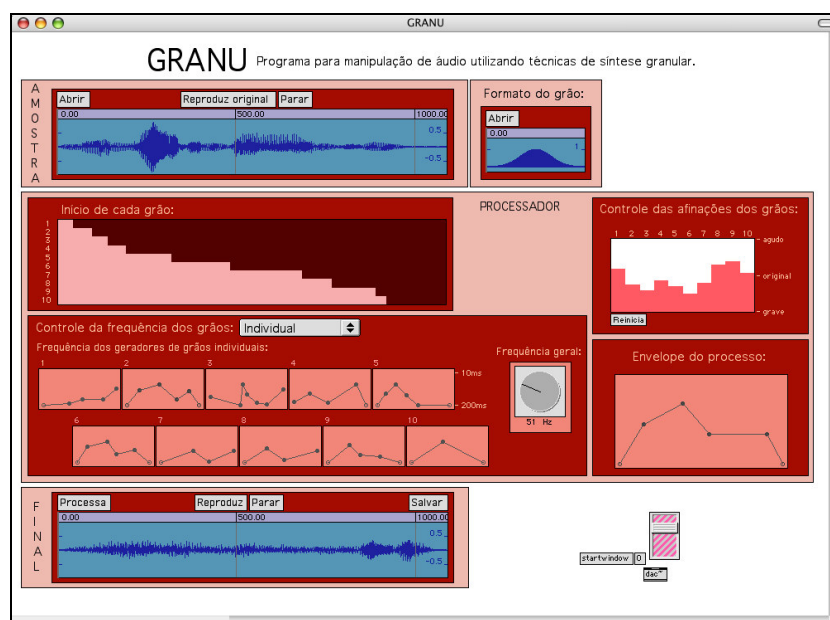 GRANU
GRANU Programa para manipulação de áudio utilizando técnicas de síntese granular.
AMOSTRA
Abrir Reproduz original Parar
0.00 500.00 1000.00
0.5
-0.5
Formato do grão:
Abrir
0.00
1
PROCESSADOR
Início de cada grão:
1
2
3
4
5
6
7
8
9
10
Controle das afinações dos grãos:
1 2 3 4 5 6 7 8 9 10
agudo
original
grave
Reinicia
Controle da frequência dos grãos: Individual
Frequência dos geradores de grãos individuais:
1 2 3 4 5
10ms
200ms
6 7 8 9 10
Frequência geral:
51 Hz
Envelope do processo:
FINAL
Processa Reproduz Parar Salvar
0.00 500.00 1000.00
0.5
-0.5
startwindow 0
dac~